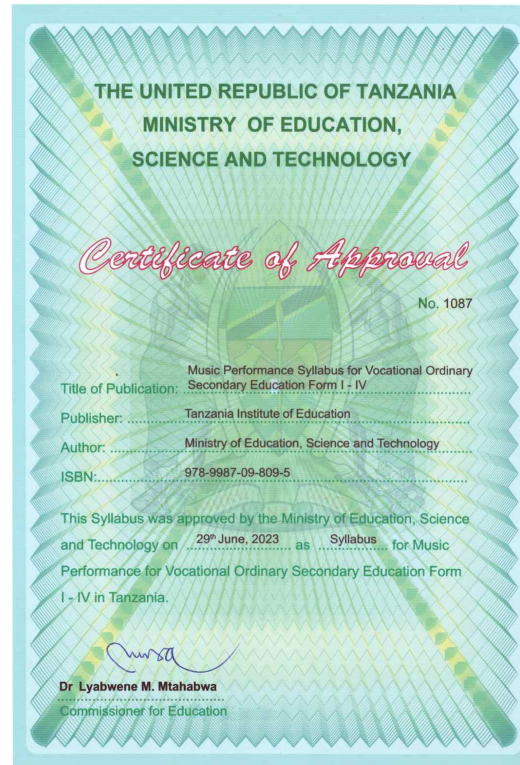 THE UNITED REPUBLIC OF TANZANIA
MINISTRY OF EDUCATION,
SCIENCE AND TECHNOLOGY
Certificate of Approval
No. 1087
Title of Publication: Music Performance Syllabus for Vocational Ordinary
Secondary Education Form I - IV
Publisher: Tanzania Institute of Education
Author: Ministry of Education, Science and Technology
ISBN: 978-9987-09-809-5
This Syllabus was approved by the Ministry of Education, Science
and Technology on 29th June, 2023 as Syllabus for Music
Performance for Vocational Ordinary Secondary Education Form
I - IV in Tanzania.
Dr Lyabwene M. Mtahabwa
Commissioner for Education